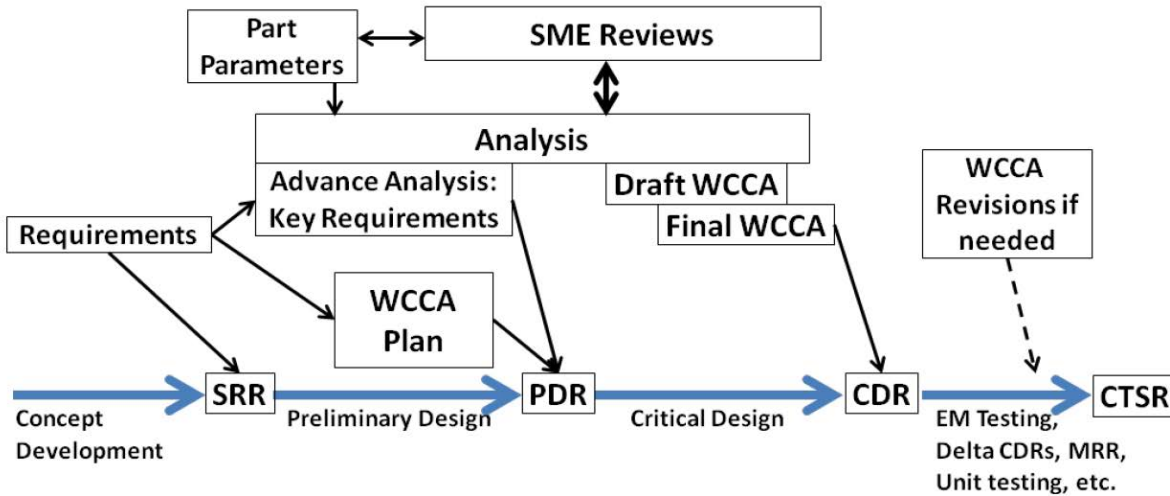 Part
Parameters
SME Reviews
Analysis
Advance Analysis:
Key Requirements
Draft WCCA
Final WCCA
WCCA
Revisions if
needed
Requirements
WCCA
Plan
SRR
PDR
CDR
CTSR
Concept
Development
Preliminary Design
Critical Design
EM Testing,
Delta CDRs, MRR,
Unit testing, etc.